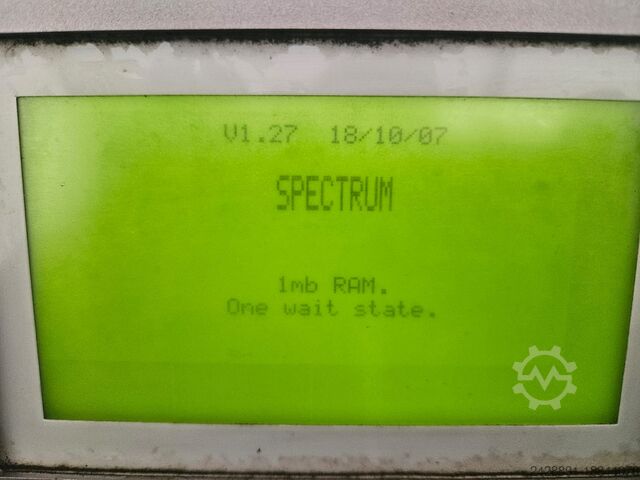 V1.27 18/10/07
SPECTRUM
1mb RAM.
One wait state.